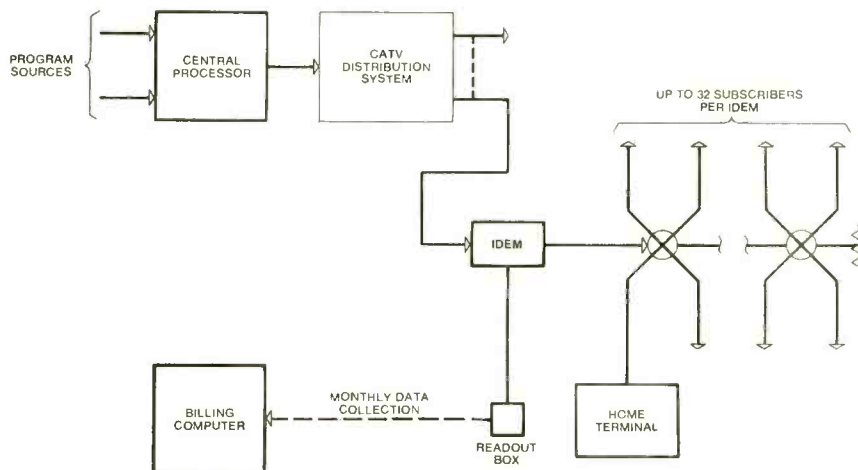 PROGRAM
SOURCES
CENTRAL
PROCESSOR
CATV
DISTRIBUTION
SYSTEM
UP TO 32 SUBSCRIBERS
PER IDEM
IDEM
BILLING
COMPUTER
MONTHLY DATA
COLLECTION
READOUT
BOX
HOME
TERMINAL